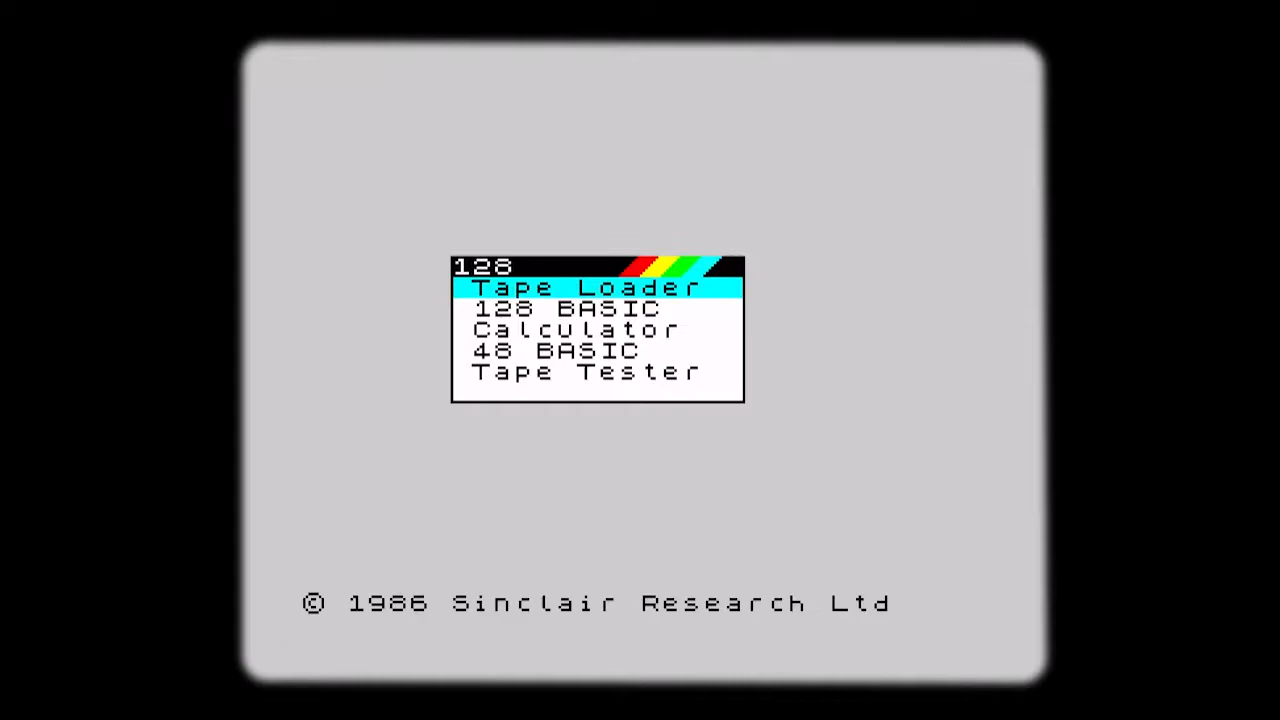 128
Tape Loader
128 BASIC
Calculator
48 BASIC
Tape Tester
© 1986 Sinclair Research Ltd